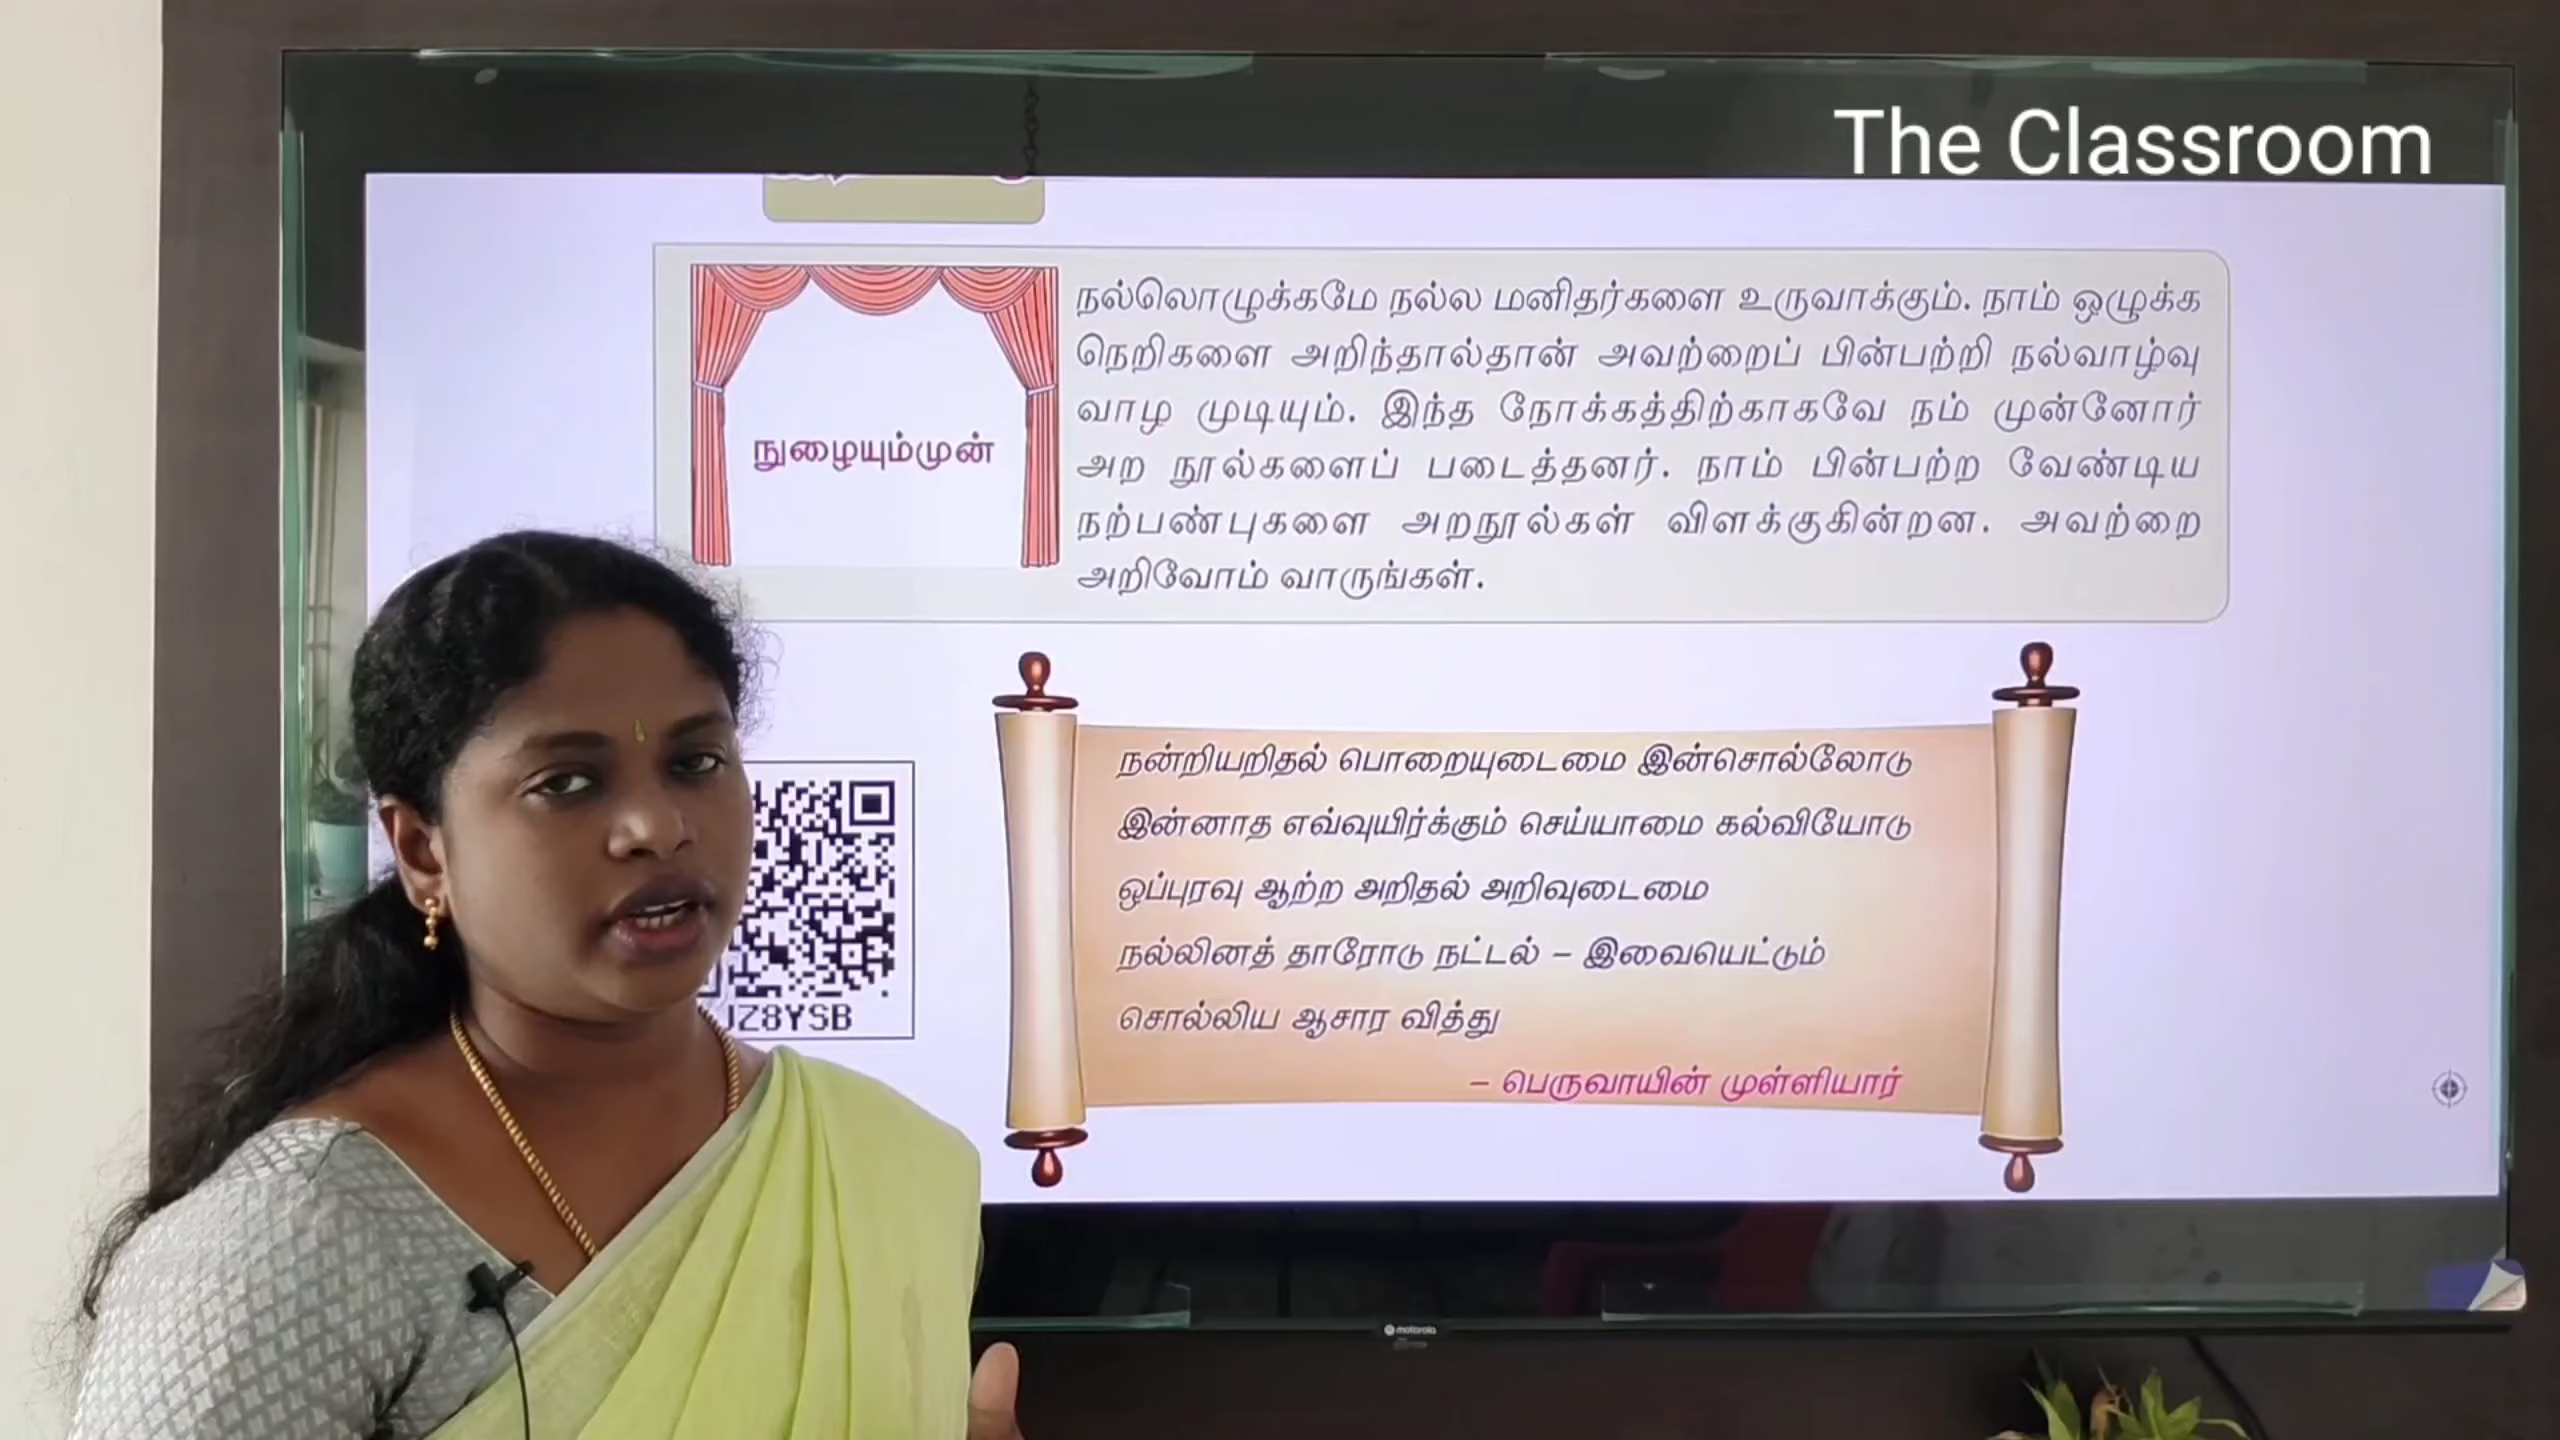 The Classroom
நுழையும்முன்
நல்லொழுக்கமே நல்ல மனிதர்களை உருவாக்கும். நாம் ஒழுக்க
நெறிகளை அறிந்தால்தான் அவற்றைப் பின்பற்றி நல்வாழ்வு
வாழ முடியும். இந்த நோக்கத்திற்காகவே நம் முன்னோர்
அற நூல்களைப் படைத்தனர். நாம் பின்பற்ற வேண்டிய
நற்பண்புகளை அறநூல்கள் விளக்குகின்றன. அவற்றை
அறிவோம் வாருங்கள்.
நன்றியறிதல் பொறையுடைமை இன்சொல்லோடு
இன்னாத எவ்வுயிர்க்கும் செய்யாமை கல்வியோடு
ஒப்புரவு ஆற்ற அறிதல் அறிவுடைமை
நல்லினத் தாரோடு நட்டல் – இவையெட்டும்
சொல்லிய ஆசார வித்து
– பெருவாயின் முள்ளியார்
JZ8YSB
motorola